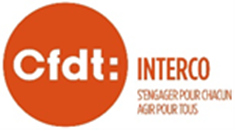 Cfdt:
INTERCO
S'ENGAGER POUR CHACUN
AGIR POUR TOUS